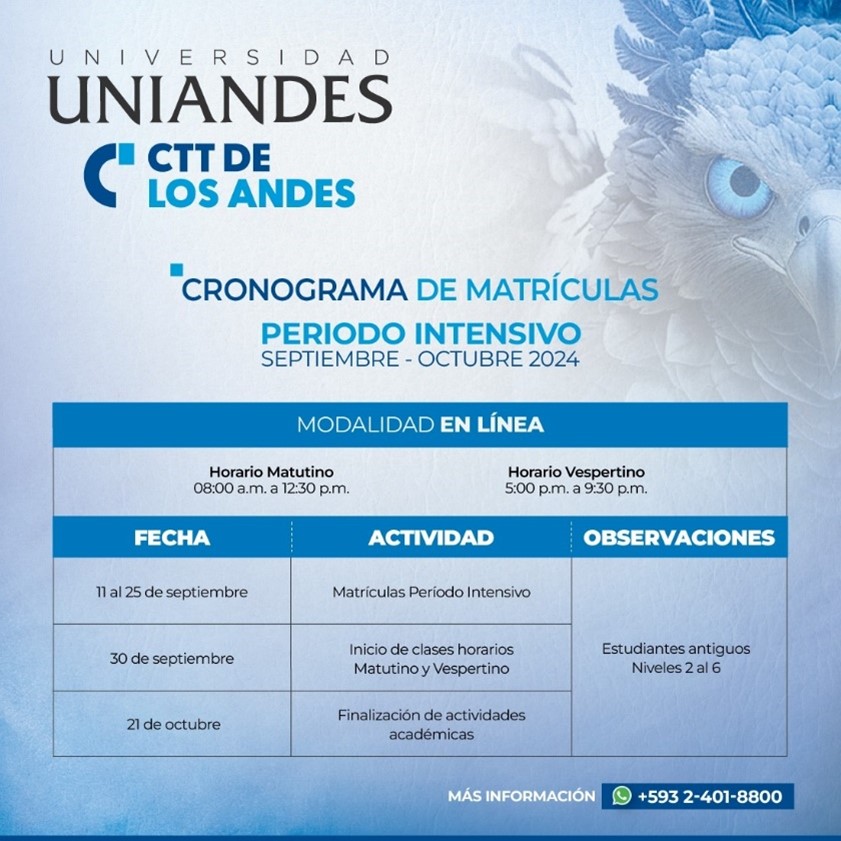 UNIVERSIDAD
UNIANDES
CTT DE
LOS ANDES
CRONOGRAMA DE MATRÍCULAS
PERIODO INTENSIVO
SEPTIEMBRE - OCTUBRE 2024
MODALIDAD EN LÍNEA
Horario Matutino
08:00 a.m. a 12:30 p.m.
Horario Vespertino
5:00 p.m. a 9:30 p.m.
FECHA
ACTIVIDAD
OBSERVACIONES
11 al 25 de septiembre
Matrículas Período Intensivo
30 de septiembre
Inicio de clases horarios
Matutino y Vespertino
21 de octubre
Finalización de actividades
académicas
Estudiantes antiguos
Niveles 2 al 6
MÁS INFORMACIÓN
+593 2-401-8800